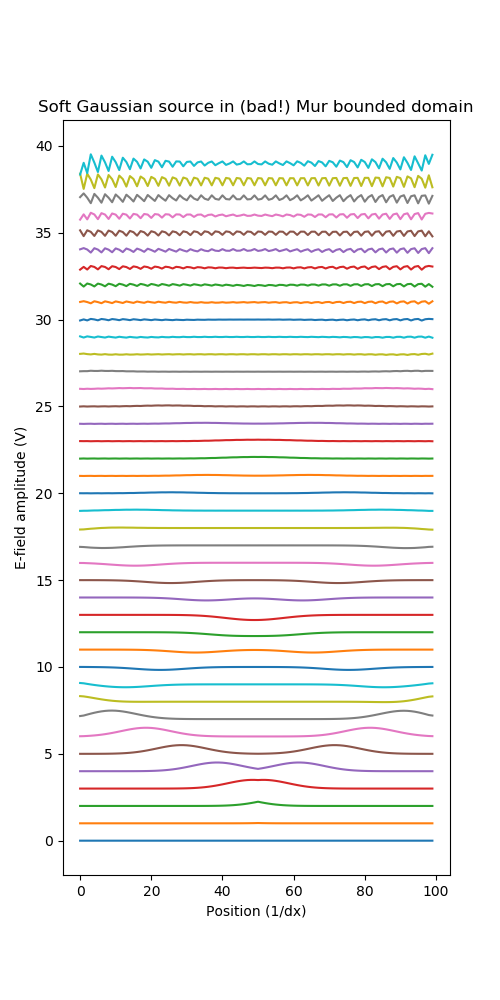 Soft Gaussian source in (bad!) Mur bounded domain
40
35
30
25
20
15
10
5
0
E-field amplitude (V)
0 20 40 60 80 100
Position (1/dx)